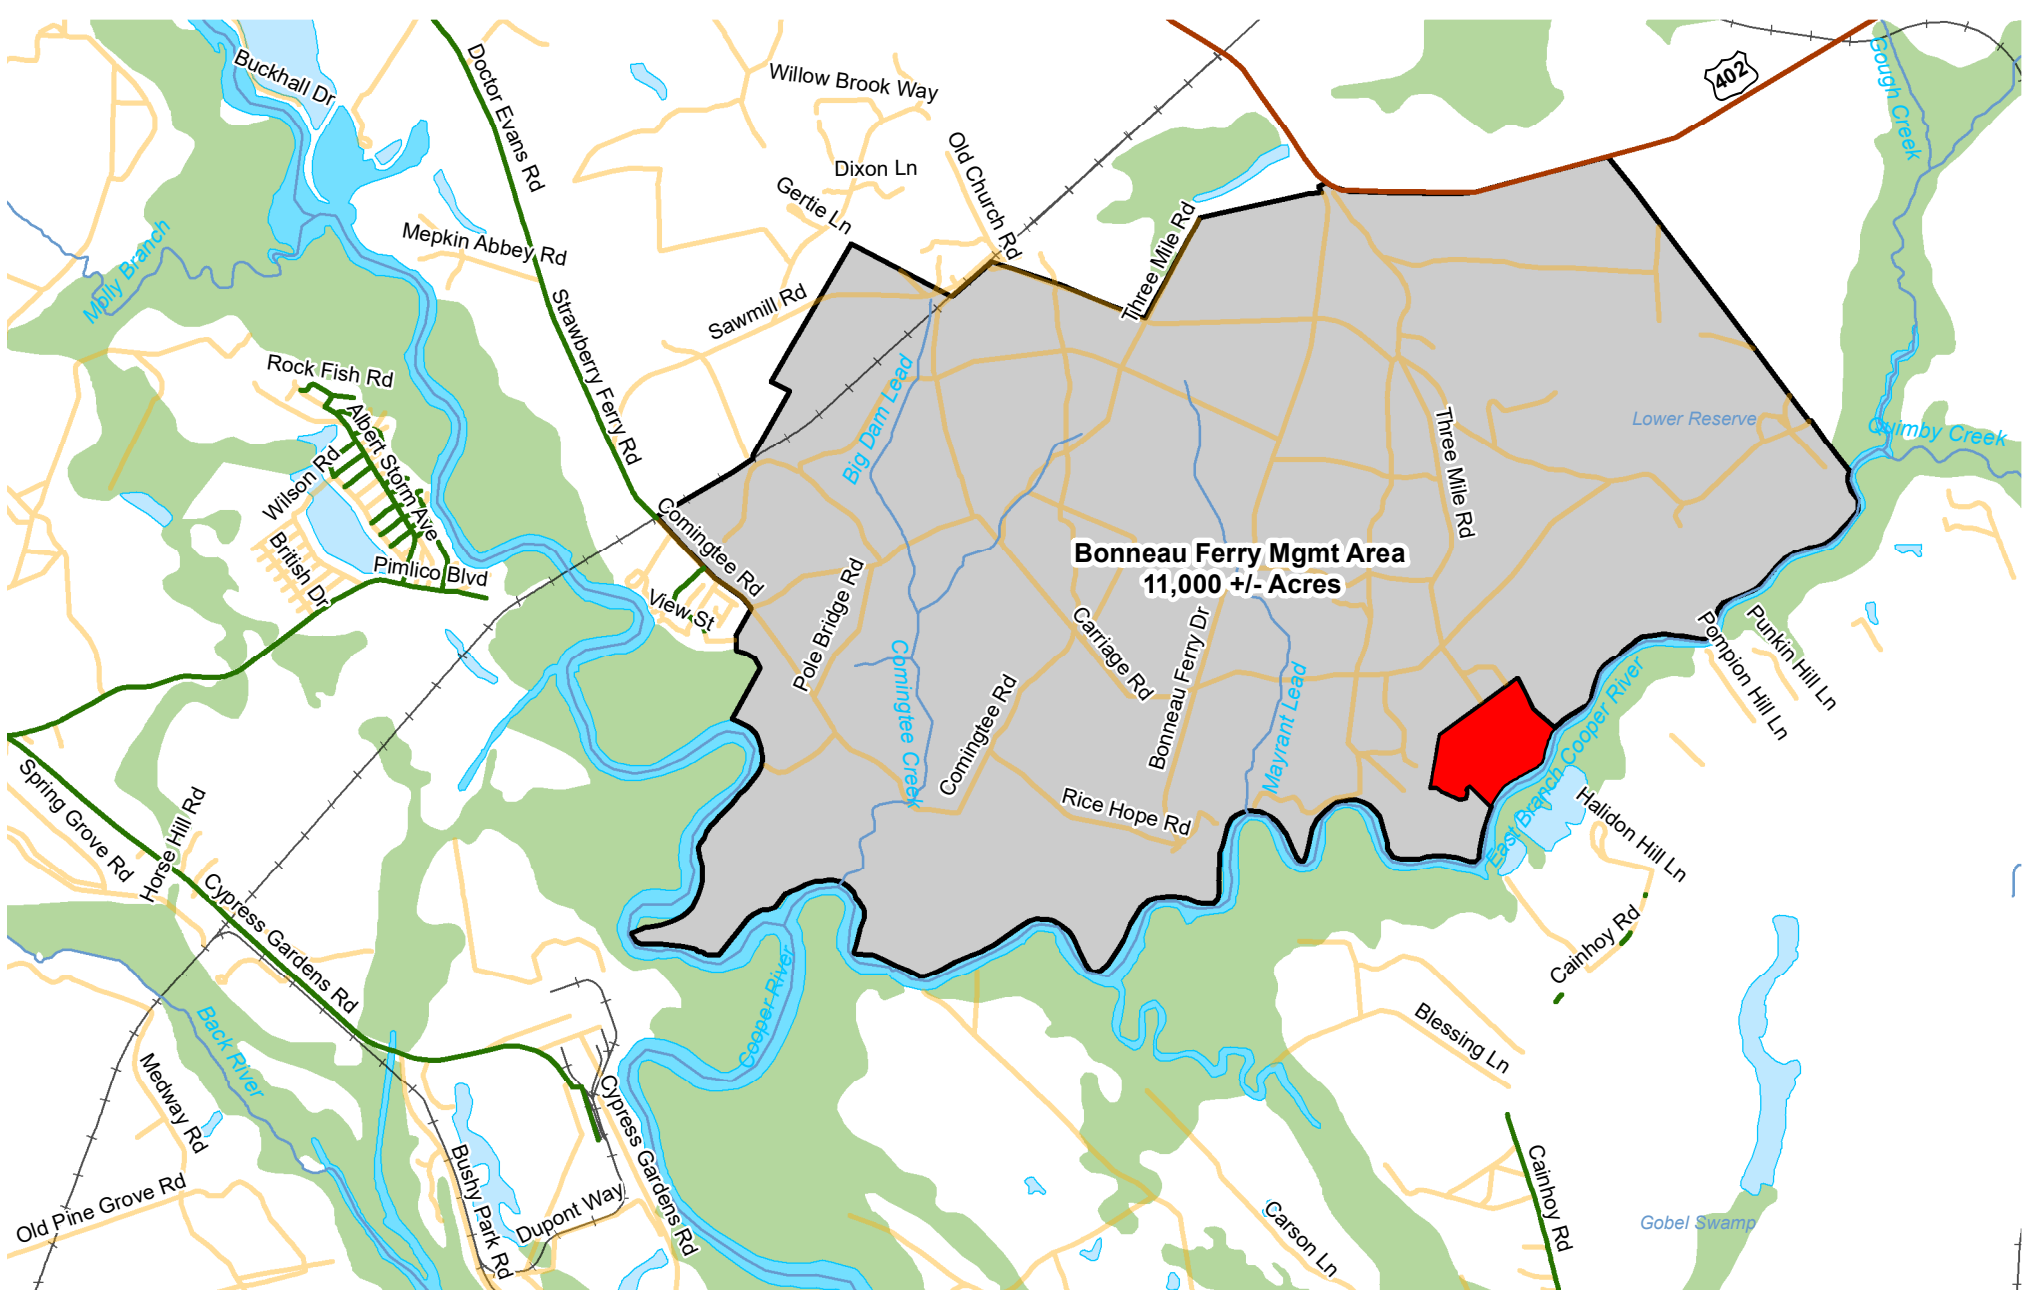 Buckhall Dr
Doctor Evans Rd
Willow Brook Way
Old Church Rd
Dixon Ln
Gertie Ln
402
Gough Creek
Molly Branch
Mepkin Abbey Rd
Three Mile Rd
Sawmill Rd
Strawberry Ferry Rd
Rock Fish Rd
Albert Storm Ave
Wilson Rd
British Dr
Pimlico Blvd
Big Dam Lead
Lower Reserve
Quimby Creek
Three Mile Rd
Comingtee Rd
View St
Bonneau Ferry Mgmt Area
11,000 +/- Acres
Pole Bridge Rd
Comingtee Creek
Carriage Rd
Bonneau Ferry Dr
Mayrant Lead
Comingtee Rd
Rice Hope Rd
Punkin Hill Ln
Pompion Hill Ln
East Branch Cooper River
Halidon Hill Ln
Cainhoy Rd
Spring Grove Rd
Horse Hill Rd
Cypress Gardens Rd
Cooper River
Back River
Medway Rd
Blessing Ln
Old Pine Grove Rd
Bushy Park Rd
Dupont Way
Cypress Gardens Rd
Carson Ln
Cainhoy Rd
Gobel Swamp